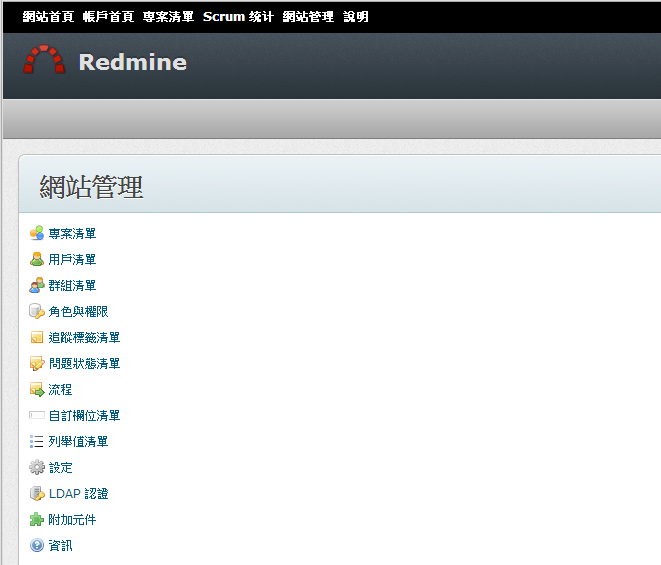 網站首頁 帳戶首頁 專案清單 Scrum 统计 網站管理 說明
Redmine
網站管理
專案清單
用戶清單
群組清單
角色與權限
追蹤標籤清單
問題狀態清單
流程
自訂欄位清單
列舉值清單
設定
LDAP 認證
附加元件
資訊